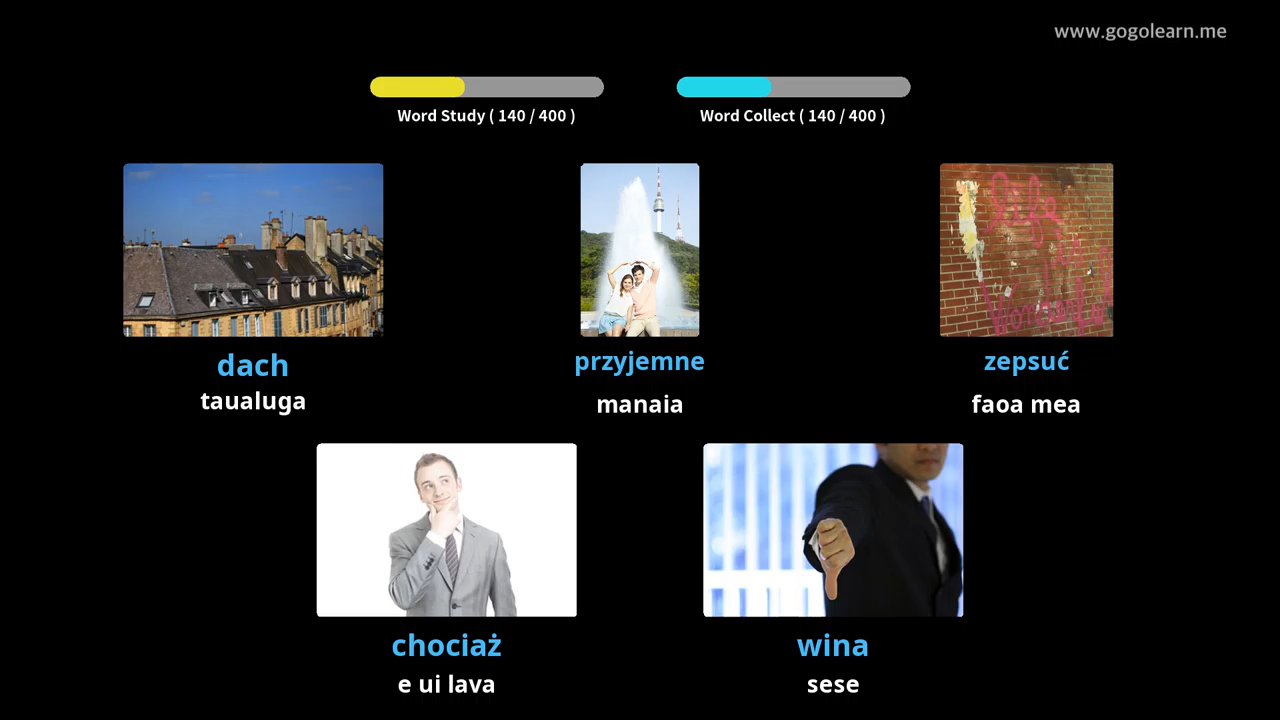 www.gogolearn.me
Word Study ( 140 / 400 )
Word Collect ( 140 / 400 )
dach
przyjemne
zepsuć
taualuga
manaia
faoa mea
chociaż
wina
e ui lava
sese